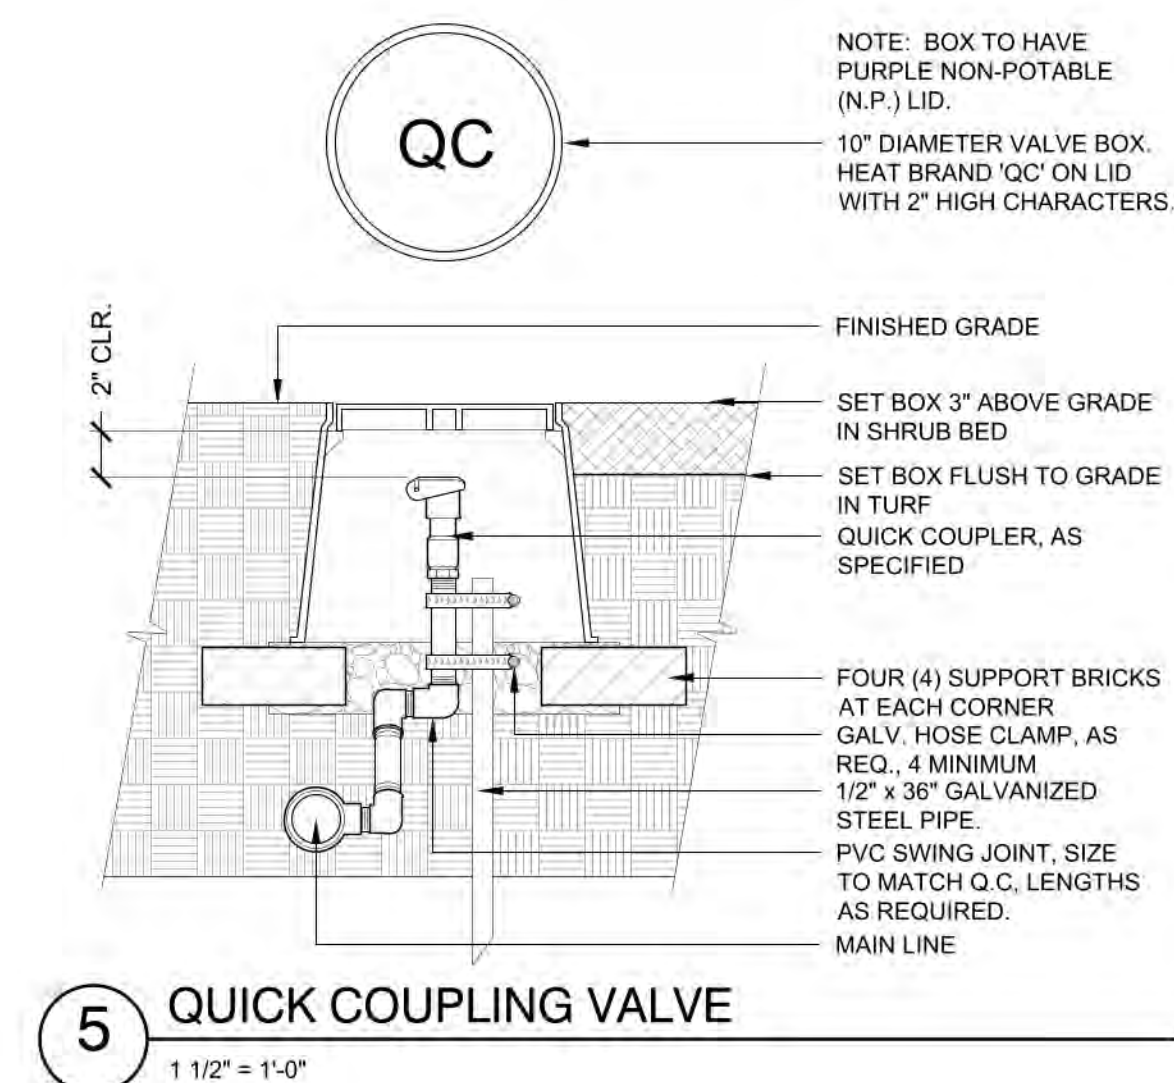 NOTE: BOX TO HAVE
PURPLE NON-POTABLE
(N.P.) LID.
QC
10" DIAMETER VALVE BOX.
HEAT BRAND 'QC' ON LID
WITH 2" HIGH CHARACTERS.
2" CLR.
FINISHED GRADE
SET BOX 3" ABOVE GRADE
IN SHRUB BED
SET BOX FLUSH TO GRADE
IN TURF
QUICK COUPLER, AS
SPECIFIED
FOUR (4) SUPPORT BRICKS
AT EACH CORNER
GALV. HOSE CLAMP, AS
REQ., 4 MINIMUM
1/2" x 36" GALVANIZED
STEEL PIPE.
PVC SWING JOINT, SIZE
TO MATCH Q.C, LENGTHS
AS REQUIRED.
MAIN LINE
5
QUICK COUPLING VALVE
1 1/2" = 1'-0"